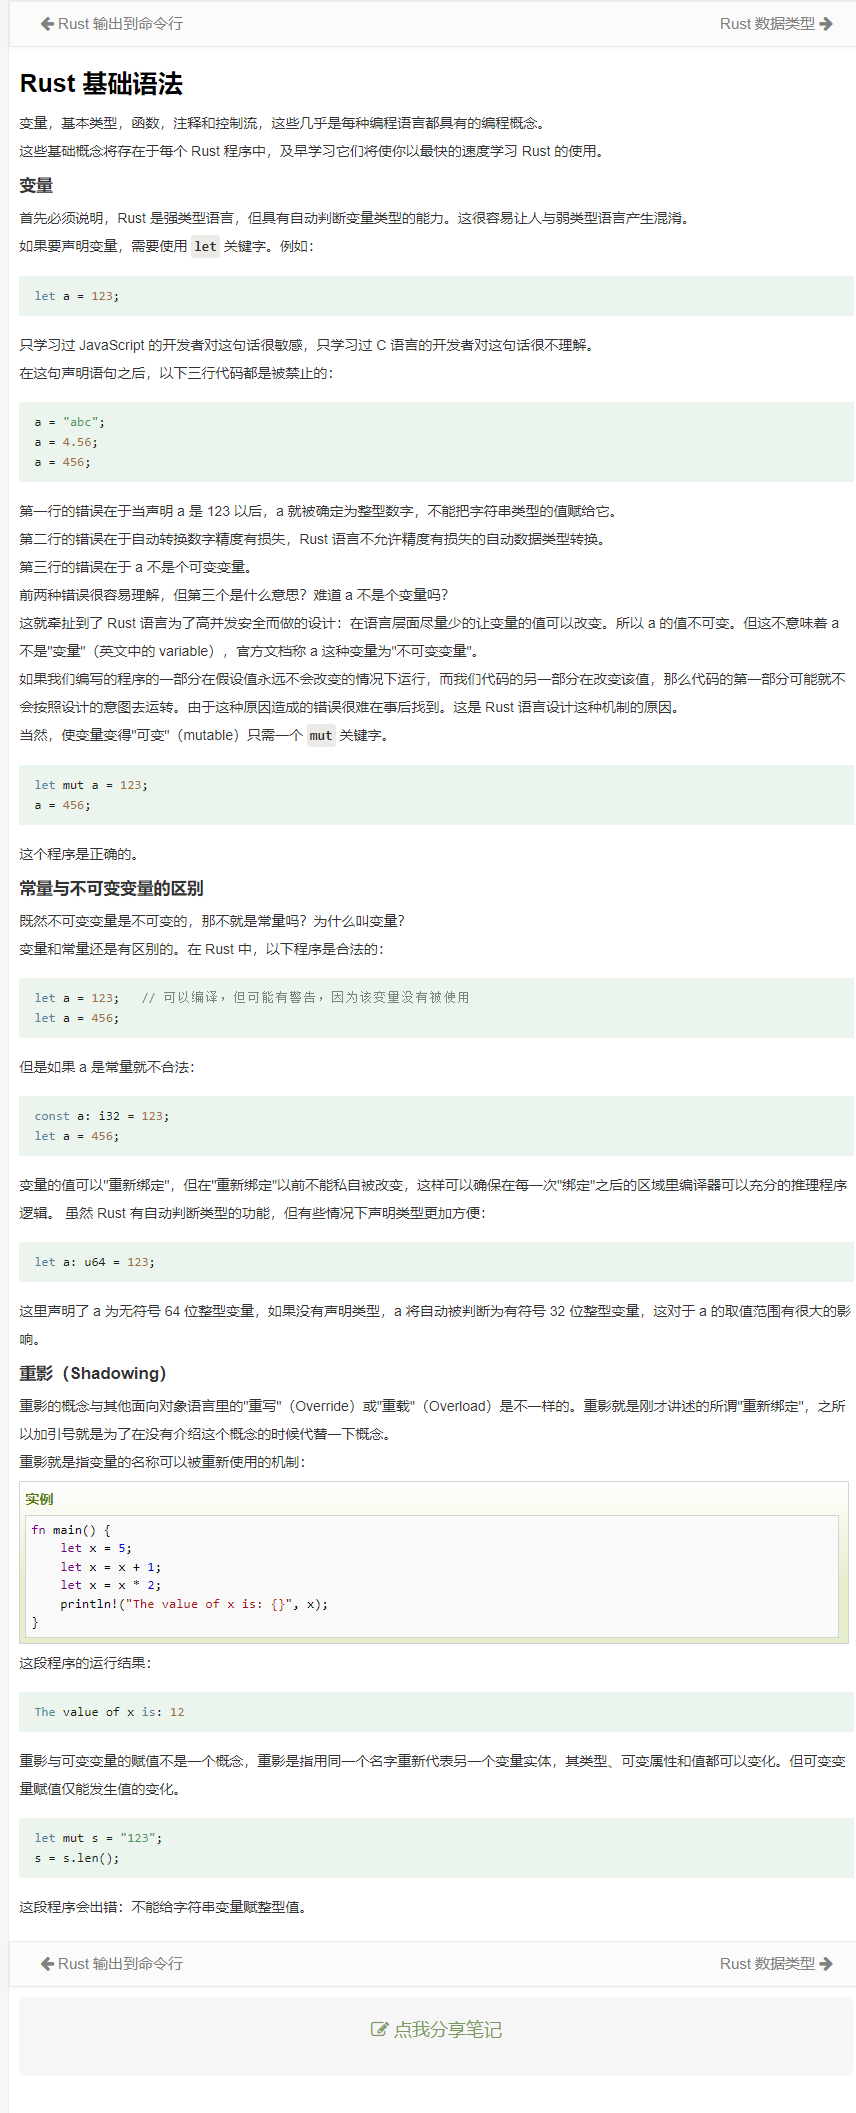 Rust 输出到命令行
Rust 数据类型
Rust 基础语法
变量，基本类型，函数，注释和控制流，这些几乎是每种编程语言都具有的编程概念。
这些基础概念将存在于每个 Rust 程序中，及早学习它们将使你以最快的速度学习 Rust 的使用。
变量
首先必须说明，Rust 是强类型语言，但具有自动判断变量类型的能力。这很容易让人与弱类型语言产生混淆。
如果要声明变量，需要使用 let 关键字。例如：
let a = 123;
只学习过 JavaScript 的开发者对这句话很敏感，只学习过 C 语言的开发者对这句话很不理解。
在这句声明语句之后，以下三行代码都是被禁止的：
a = "abc";
a = 4.56;
a = 456;
第一行的错误在于当声明 a 是 123 以后，a 就被确定为整型数字，不能把字符串类型的值赋给它。
第二行的错误在于自动转换数字精度有损失，Rust 语言不允许精度有损失的自动数据类型转换。
第三行的错误在于 a 不是个可变变量。
前两种错误很容易理解，但第三个是什么意思？难道 a 不是个变量吗？
这就牵扯到了 Rust 语言为了高并发安全而做的设计：在语言层面尽量少的让变量的值可以改变。所以 a 的值不可变。但这不意味着 a
不是"变量"（英文中的 variable），官方文档称 a 这种变量为"不可变变量"。
如果我们编写的程序的一部分在假设值永远不会改变的情况下运行，而我们代码的另一部分在改变该值，那么代码的第一部分可能就不
会按照设计的意图去运转。由于这种原因造成的错误很难在事后找到。这是 Rust 语言设计这种机制的原因。
当然，使变量变得"可变"（mutable）只需一个 mut 关键字。
let mut a = 123;
a = 456;
这个程序是正确的。
常量与不可变变量的区别
既然不可变变量是不可变的，那不就是常量吗？为什么叫变量？
变量和常量还是有区别的。在 Rust 中，以下程序是合法的：
let a = 123;   // 可以编译，但可能有警告，因为该变量没有被使用
let a = 456;
但是如果 a 是常量就不合法：
const a: i32 = 123;
let a = 456;
变量的值可以"重新绑定"，但在"重新绑定"以前不能私自被改变，这样可以确保在每一次"绑定"之后的区域里编译器可以充分的推理程序
逻辑。 虽然 Rust 有自动判断类型的功能，但有些情况下声明类型更加方便：
let a: u64 = 123;
这里声明了 a 为无符号 64 位整型变量，如果没有声明类型，a 将自动被判断为有符号 32 位整型变量，这对于 a 的取值范围有很大的影
响。
重影（Shadowing）
重影的概念与其他面向对象语言里的"重写"（Override）或"重载"（Overload）是不一样的。重影就是刚才讲述的所谓"重新绑定"，之所
以加引号就是为了在没有介绍这个概念的时候代替一下概念。
重影就是指变量的名称可以被重新使用的机制：
实例
fn main() {
    let x = 5;
    let x = x + 1;
    let x = x * 2;
    println!("The value of x is: {}", x);
}
这段程序的运行结果：
The value of x is: 12
重影与可变变量的赋值不是一个概念，重影是指用同一个名字重新代表另一个变量实体，其类型、可变属性和值都可以变化。但可变变
量赋值仅能发生值的变化。
let mut s = "123";
s = s.len();
这段程序会出错：不能给字符串变量赋整型值。
Rust 输出到命令行
Rust 数据类型
点我分享笔记